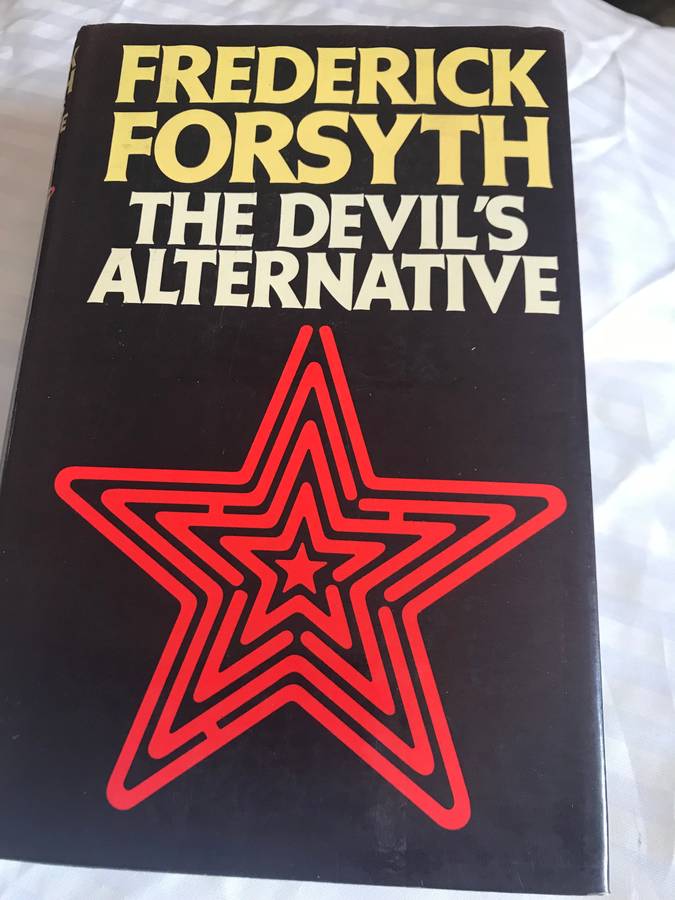 FREDERICK
FORSYTH
THE DEVIL'S
ALTERNATIVE